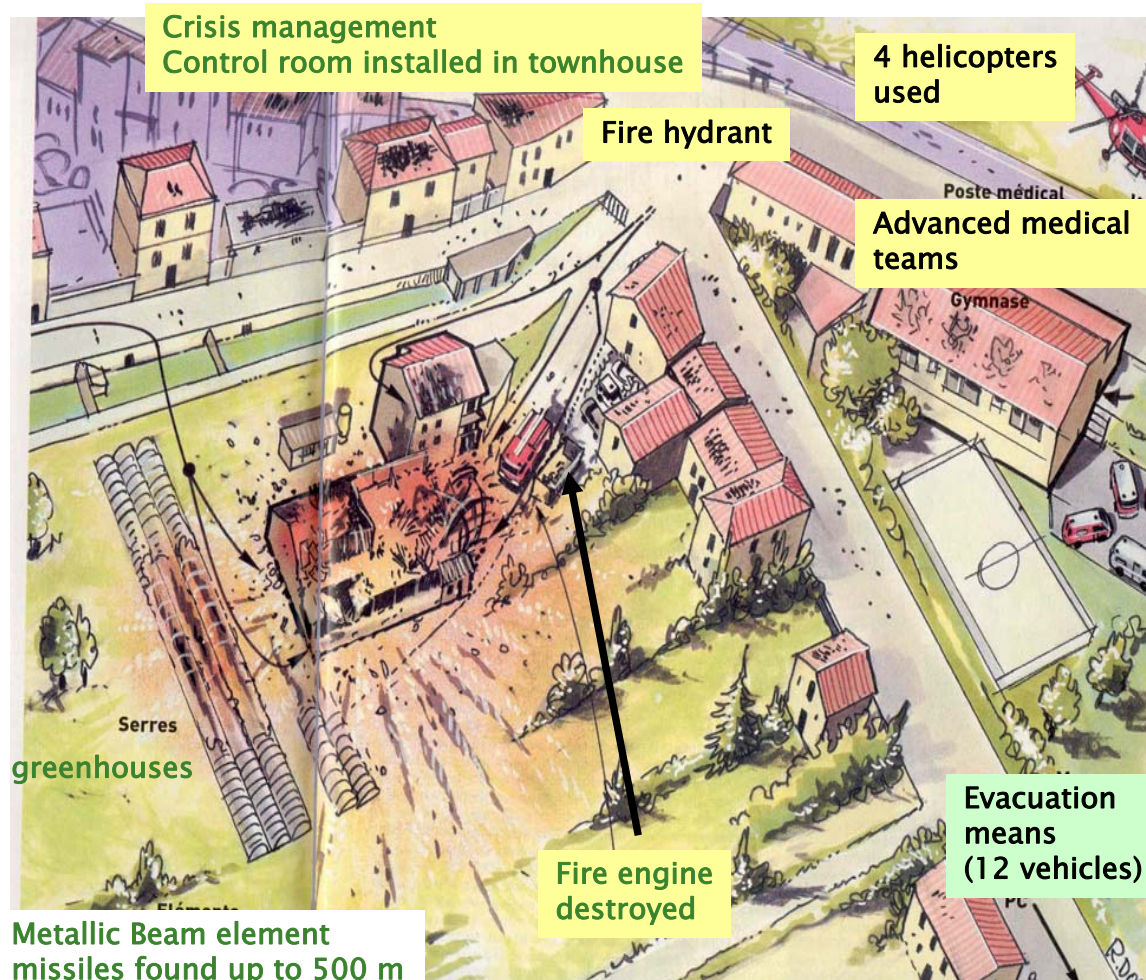 Crisis management
Control room installed in townhouse
4 helicopters
used
Fire hydrant
Poste médical
Advanced medical
teams
Gymnase
Serres
greenhouses
Evacuation
means
(12 vehicles)
PC
Fire engine
destroyed
Metallic Beam element
missiles found up to 500 m